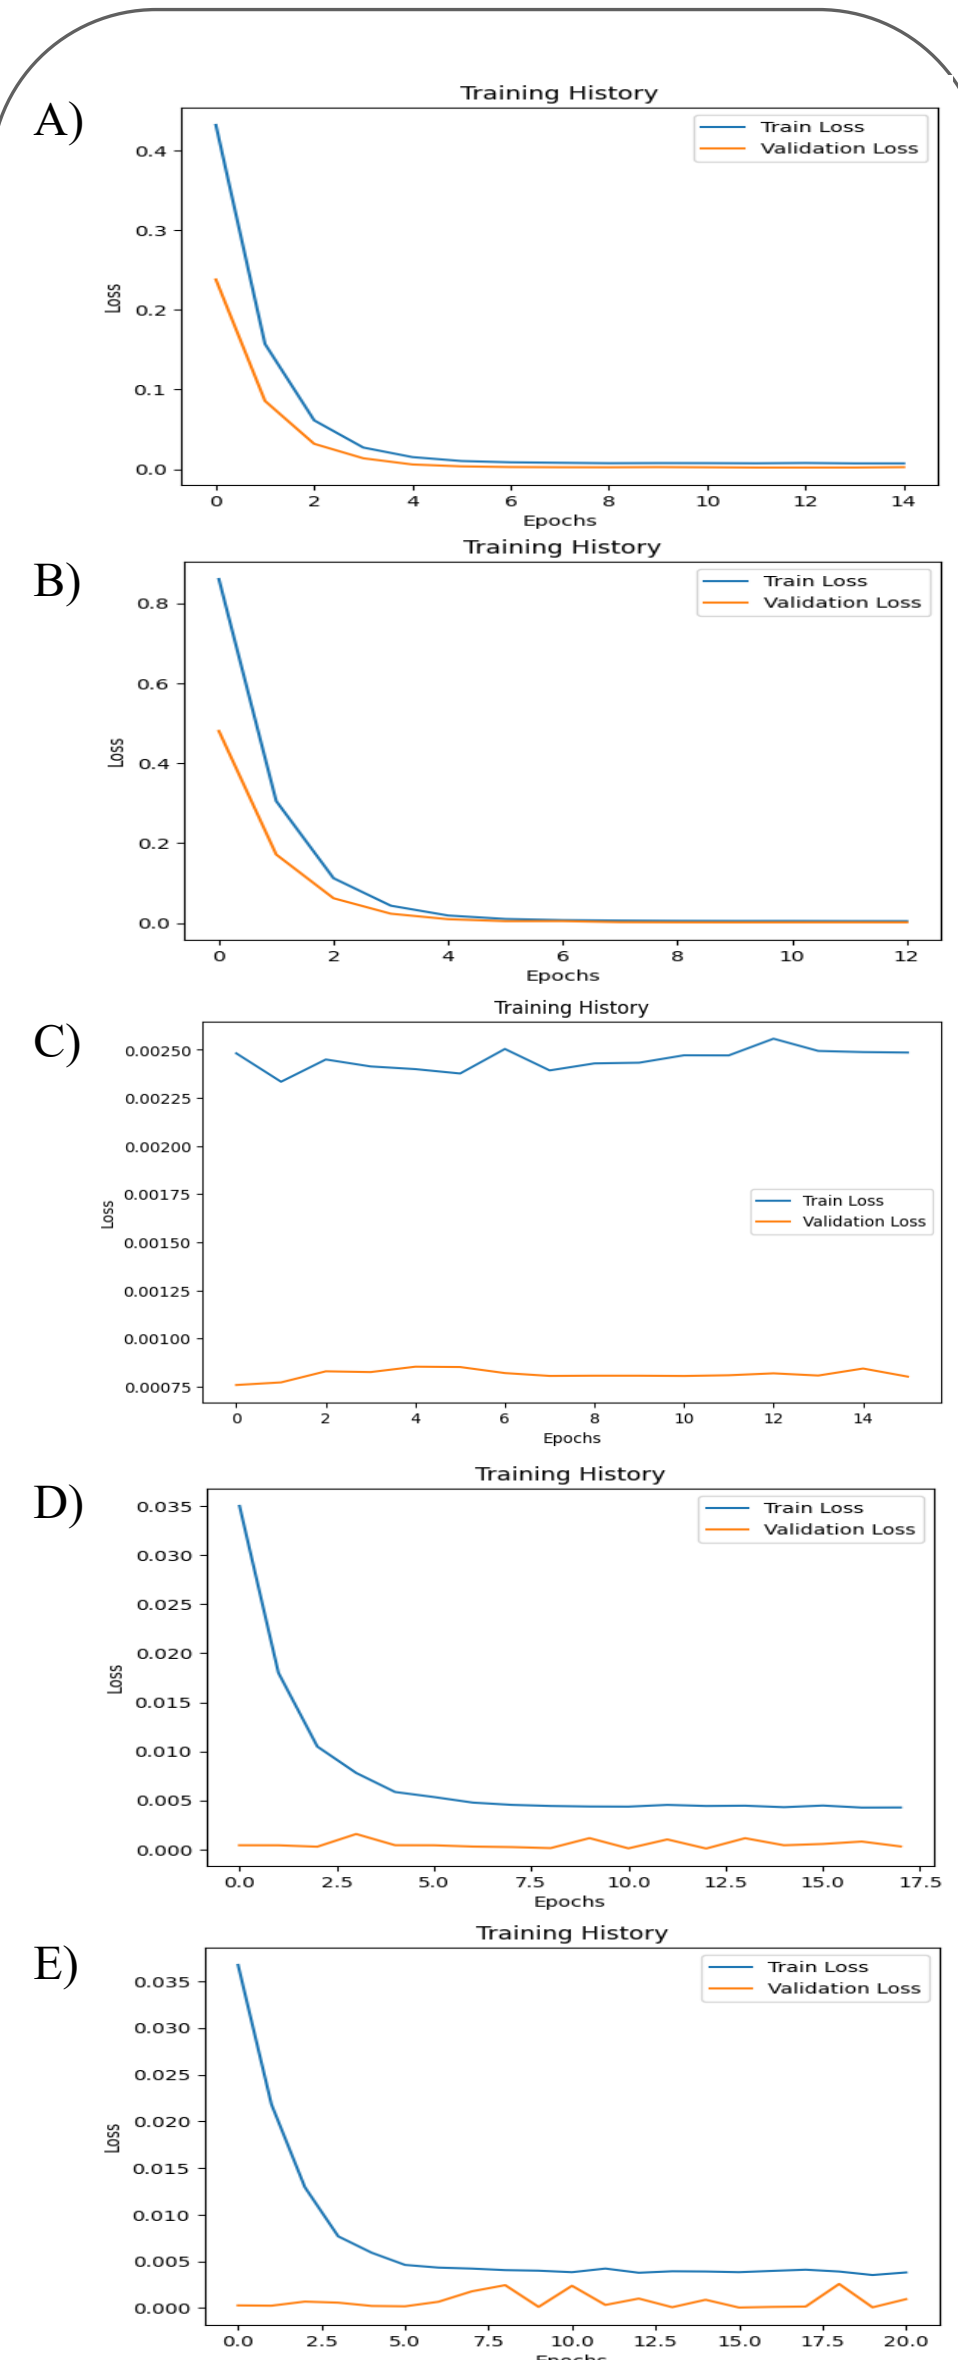 A)
Training History
Train Loss
Validation Loss
0.4
0.3
0.2
0.1
0.0
Loss
0 2 4 6 8 10 12 14
Epochs
B)
Training History
Train Loss
Validation Loss
0.8
0.6
0.4
0.2
0.0
Loss
0 2 4 6 8 10 12
Epochs
C)
Training History
0.00250
0.00225
0.00200
0.00175
0.00150
0.00125
0.00100
0.00075
Loss
Train Loss
Validation Loss
0 2 4 6 8 10 12 14
Epochs
D)
Training History
Train Loss
Validation Loss
0.035
0.030
0.025
0.020
0.015
0.010
0.005
0.000
Loss
0.0 2.5 5.0 7.5 10.0 12.5 15.0 17.5
Epochs
E)
Training History
Train Loss
Validation Loss
0.035
0.030
0.025
0.020
0.015
0.010
0.005
0.000
Loss
0.0 2.5 5.0 7.5 10.0 12.5 15.0 17.5 20.0
Epochs